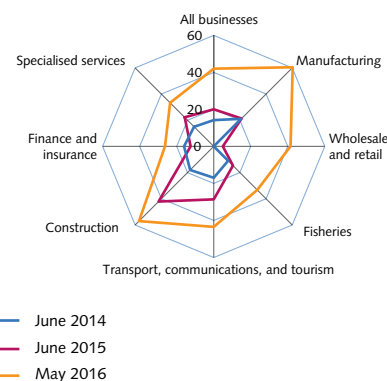 All businesses
60
Specialised services
Manufacturing
40
20
Finance and
insurance
0
Wholesale
and retail
Construction
Fisheries
Transport, communications, and tourism
June 2014
June 2015
May 2016